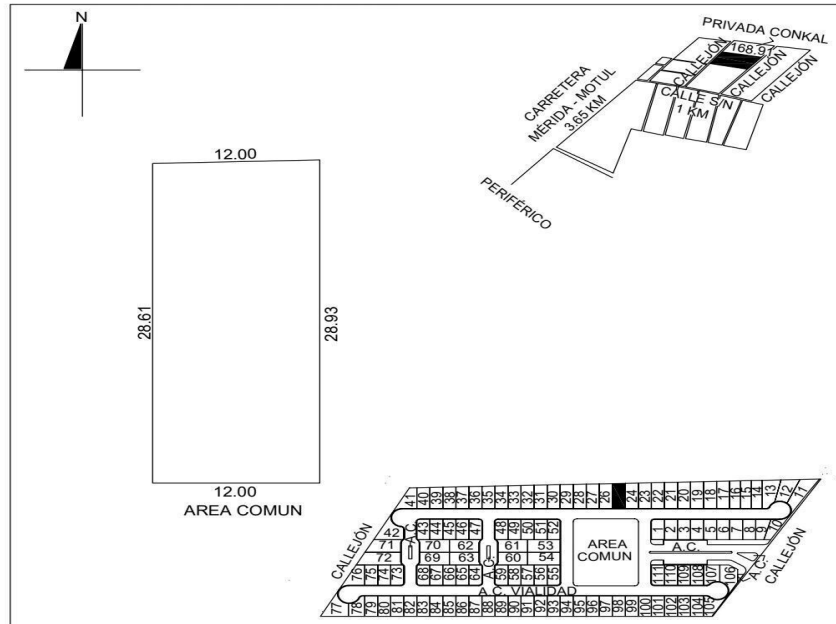 N
PRIVADA CONKAL
168.91
CALLEJÓN
CALLEJÓN
CALLEJÓN
CALLE S/N
1 KM
CARRETERA
MÉRIDA - MOTUL
3.65 KM
PERIFÉRICO
12.00
28.61
28.93
12.00
AREA COMUN
41 40 39 38 37 36 35 34 33 32 31 30 29 28 27 26 24 23 22 21 20 19 18 17 16 15 14 13 12 11
42 A.C. 43 44 45 46 47 48 49 50 51 52
1 2 3 4 5 6 7 8 9 10
71 70 62 61 53
72 69 63 60 54
AREA
COMUN
A.C.
76 75 74 73 68 67 66 65 64 A.C. 59 58 57 56 55
111 110 109 108 107 106 A.C.
CALLEJÓN
CALLEJÓN
A.C. VIALIDAD
77 78 79 80 81 82 83 84 85 86 87 88 89 90 91 92 93 94 95 96 97 98 99 100 101 102 103 104 105